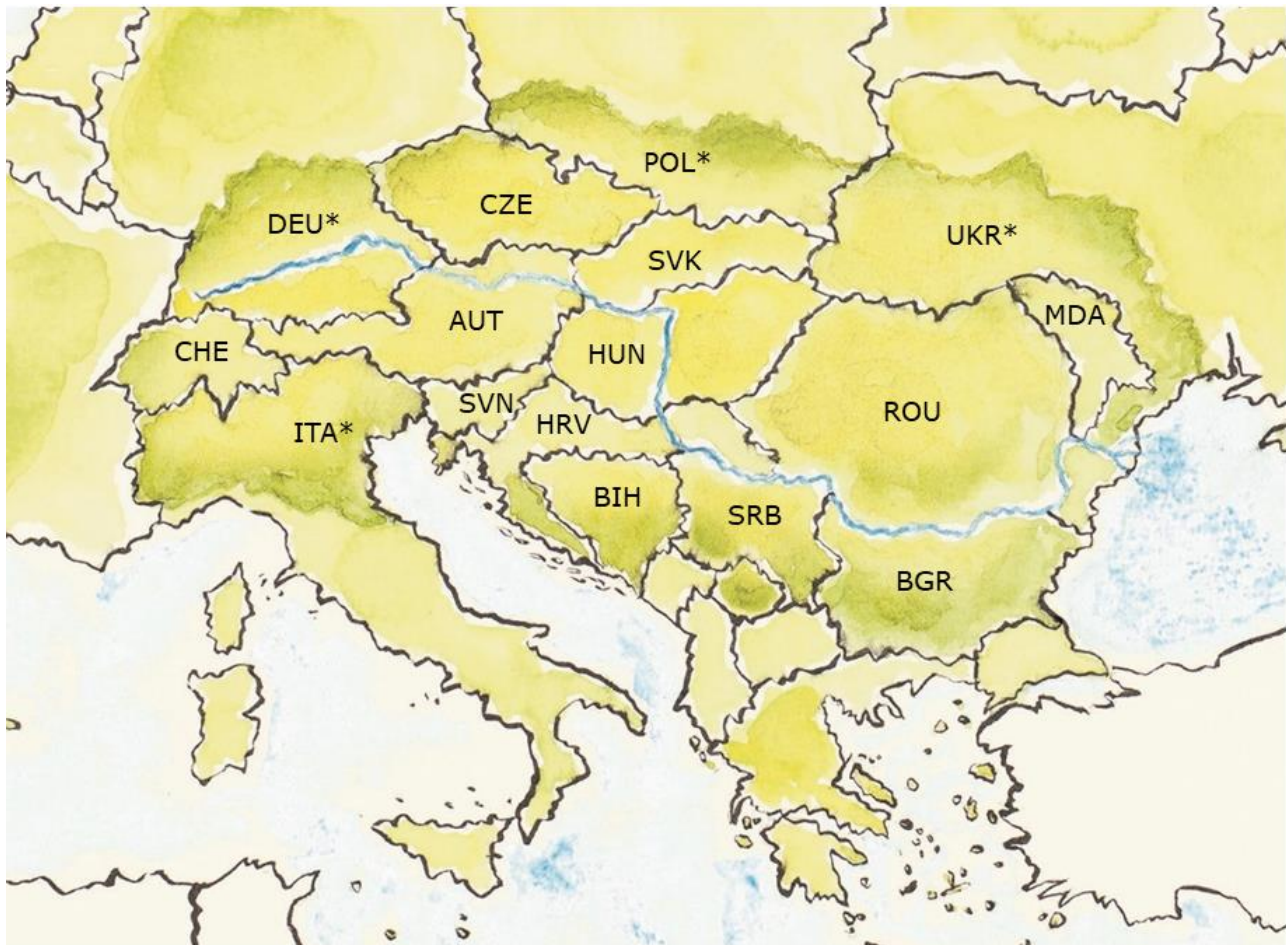 POL*
CZE
DEU*
UKR*
SVK
MDA
AUT
CHE
HUN
SVN
ROU
HRV
ITA*
BIH
SRB
BGR